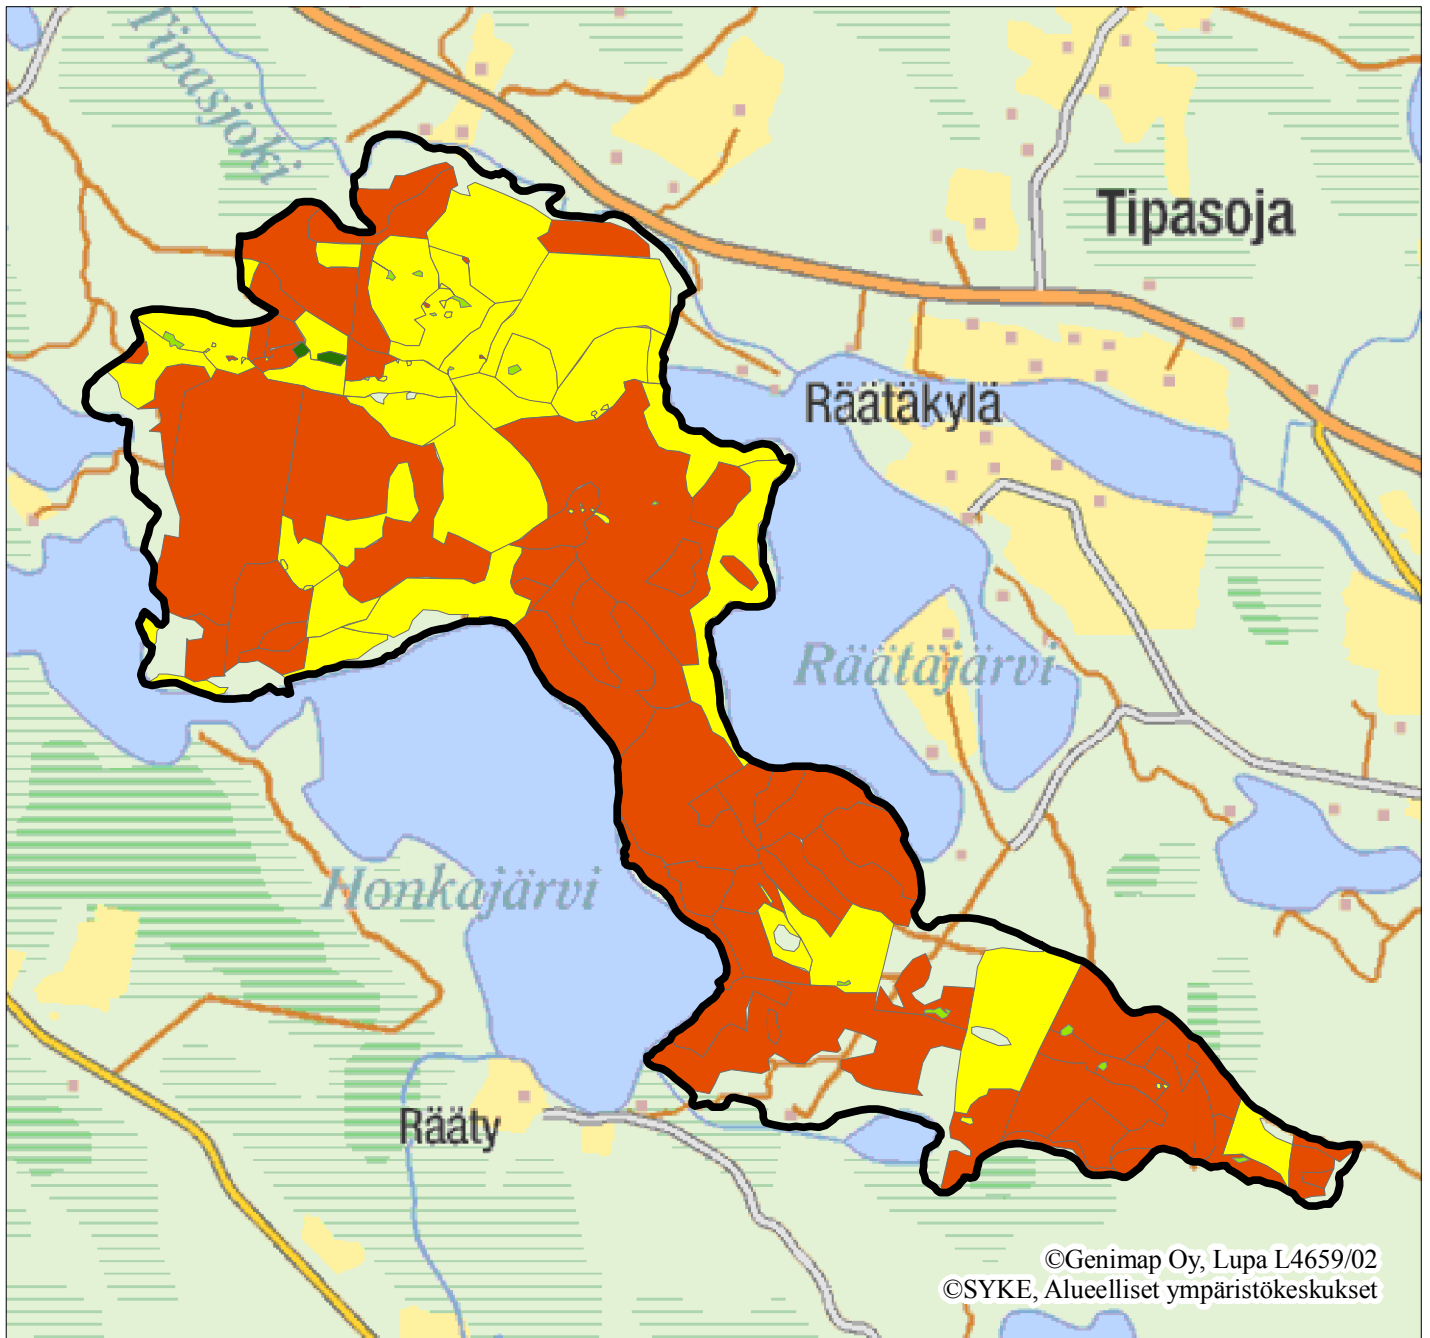 Tipasjoki
Tipasoja
Räätäkylä
Räätäjärvi
Honkajärvi
Rääty
©Genimap Oy, Lupa L4659/02
©SYKE, Alueelliset ympäristökeskukset